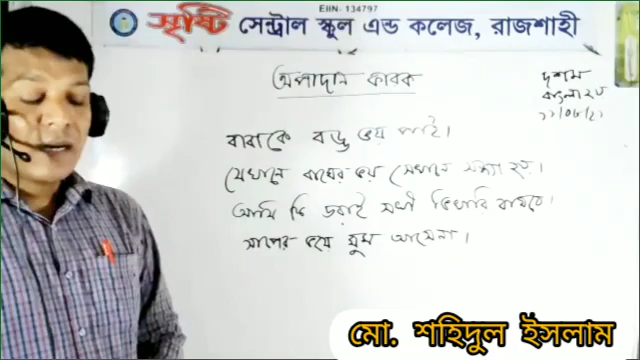 EIIN- 134797
সৃষ্টি সেন্ট্রাল স্কুল এন্ড কলেজ, রাজশাহী
অপাদান কারক
দশম
বাংলা ২য়
বাবাকে বড্ড ভয় পাই।
যেখানে বাঘের ভয় সেখানে সন্ধ্যা হয়।
আমি কি ডরাই সখী ভিখারি রাঘবে।
সাপের ভয়ে ঘুম আসেনা।
মো. শহিদুল ইসলাম